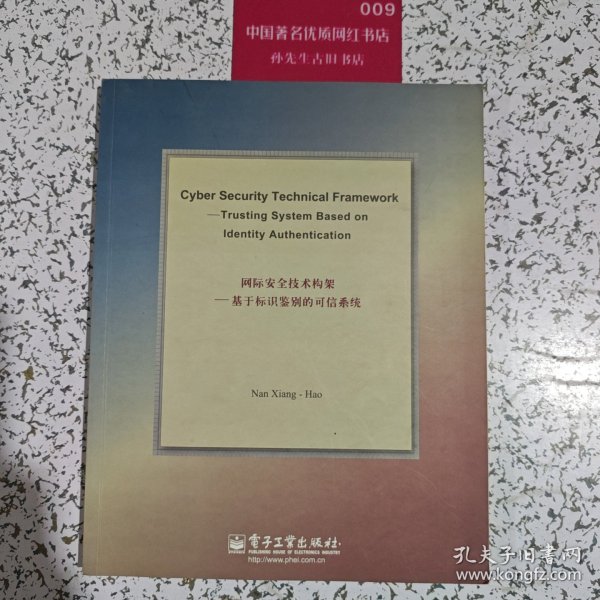 009
中国著名优质网红书店
孙先生古旧书店
Cyber Security Technical Framework
—Trusting System Based on
Identity Authentication
网际安全技术构架
—基于标识鉴别的可信系统
Nan Xiang - Hao
電子工業出版社·
PUBLISHING HOUSE OF ELECTRONICS INDUSTRY
http://www.phei.com.cn
孔夫子旧书网
www.kongfz.com